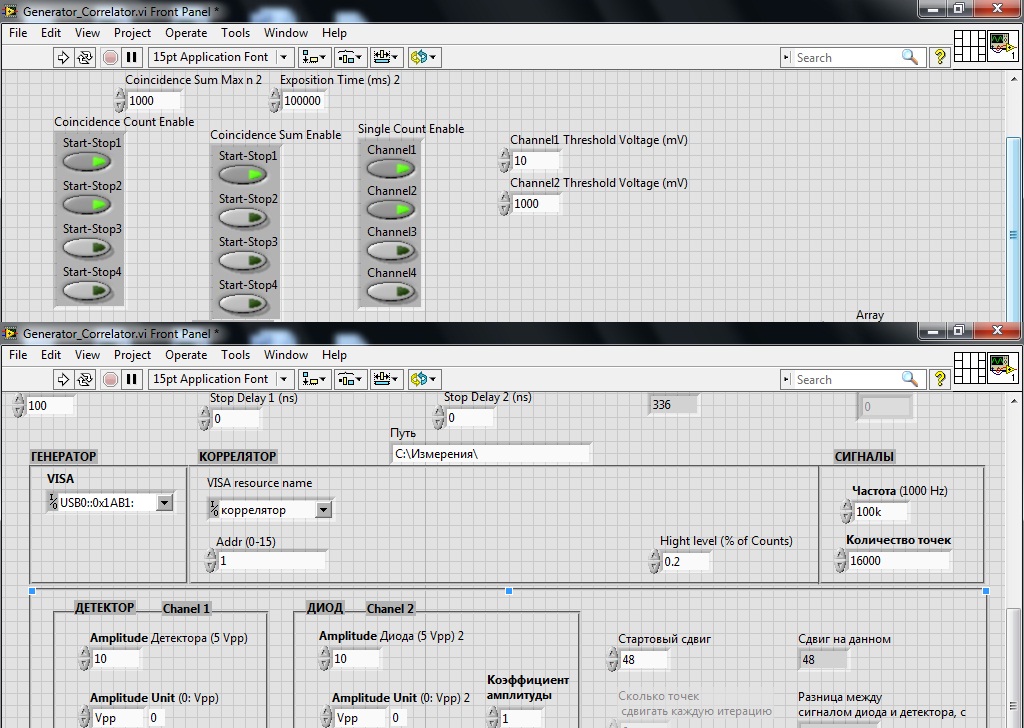 Generator_Correlator.vi Front Panel *
File Edit View Project Operate Tools Window Help
15pt Application Font Search ? 1
Coincidence Sum Max n 2 Exposition Time (ms) 2
1000 100000
Coincidence Count Enable Coincidence Sum Enable Single Count Enable
Start-Stop1 Start-Stop1 Channel1 Channel1 Threshold Voltage (mV)
10
Start-Stop2 Start-Stop2 Channel2 Channel2 Threshold Voltage (mV)
1000
Start-Stop3 Start-Stop3 Channel3
Start-Stop4 Start-Stop4 Channel4
Array
Generator_Correlator.vi Front Panel *
File Edit View Project Operate Tools Window Help
15pt Application Font Search ? 1
Stop Delay 1 (ns) Stop Delay 2 (ns)
100 0 0 336 0
Путь
C:\Измерения\
ГЕНЕРАТОР КОРРЕЛЯТОР СИГНАЛЫ
VISA VISA resource name Частота (1000 Hz)
USB0::0x1AB1: коррелятор 100k
Addr (0-15) Hight level (% of Counts) Количество точек
1 0.2 16000
ДЕТЕКТОР Chanel 1 ДИОД Chanel 2
Amplitude Детектора (5 Vpp) Amplitude Диода (5 Vpp) 2 Стартовый сдвиг Сдвиг на данном
10 10 48 48
Amplitude Unit (0: Vpp) Amplitude Unit (0: Vpp) 2 Коэффициент
амплитуды
Сколько точек
сдвигать каждую итерацию
Разница между
сигналом диода и детектора, с
Vpp 0 Vpp 0 1